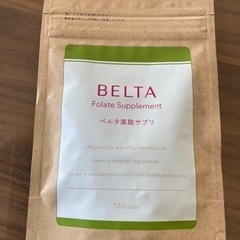 BELTA
Folate Supplement
ベルタ葉酸サプリ
All products are richly blended with
carefully selected ingredients.
We are in constant pursuit of both health and beauty.
120caps